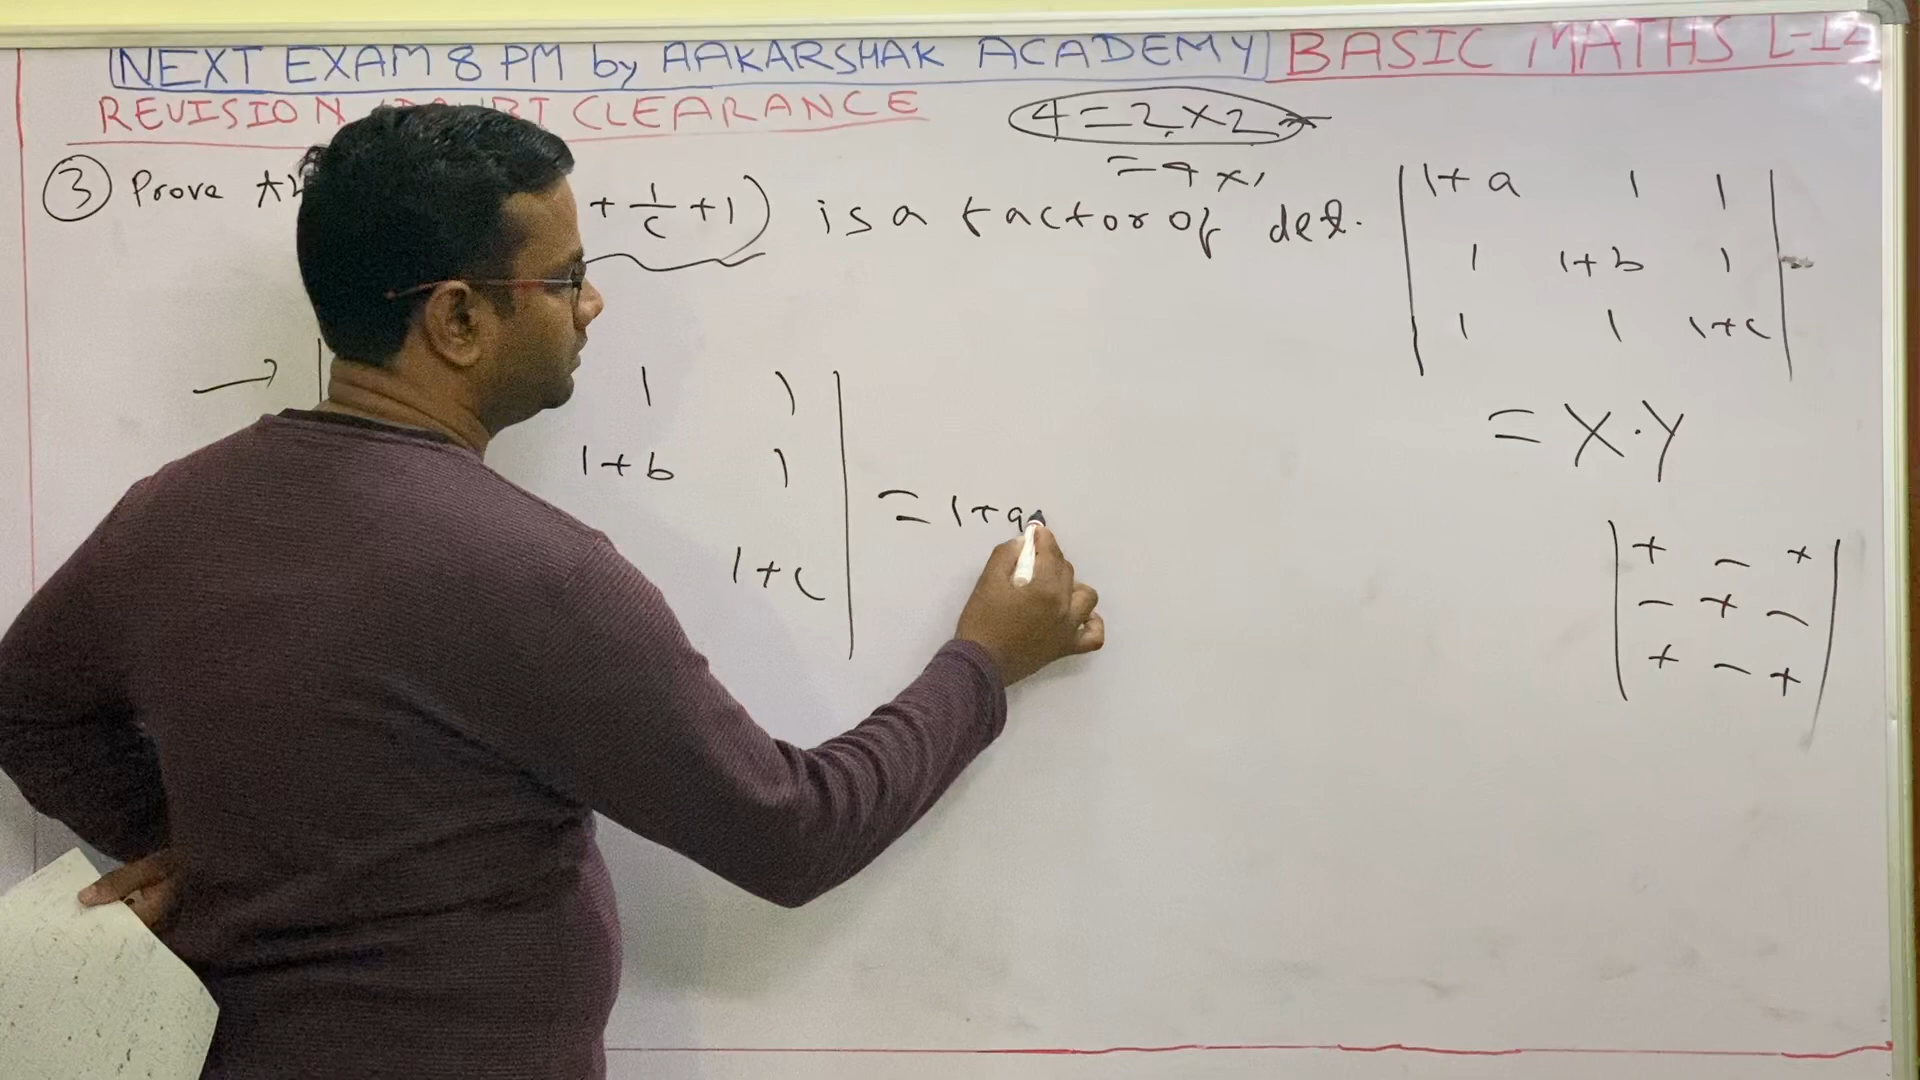 NEXT EXAM 8 PM by AAKARSHAK ACADEMY BASIC MATHS L-12
REVISION CLEARANCE
4 = 2 × 2
= 4 × 1
③ Prove + 1/c + 1) is a factor of det.
1+a 1 1
1 1+b 1
1 1 1+c
= X·Y
→ | 1 1 |
1+b 1
1+c
= 1+a
+ − +
− + −
+ − +